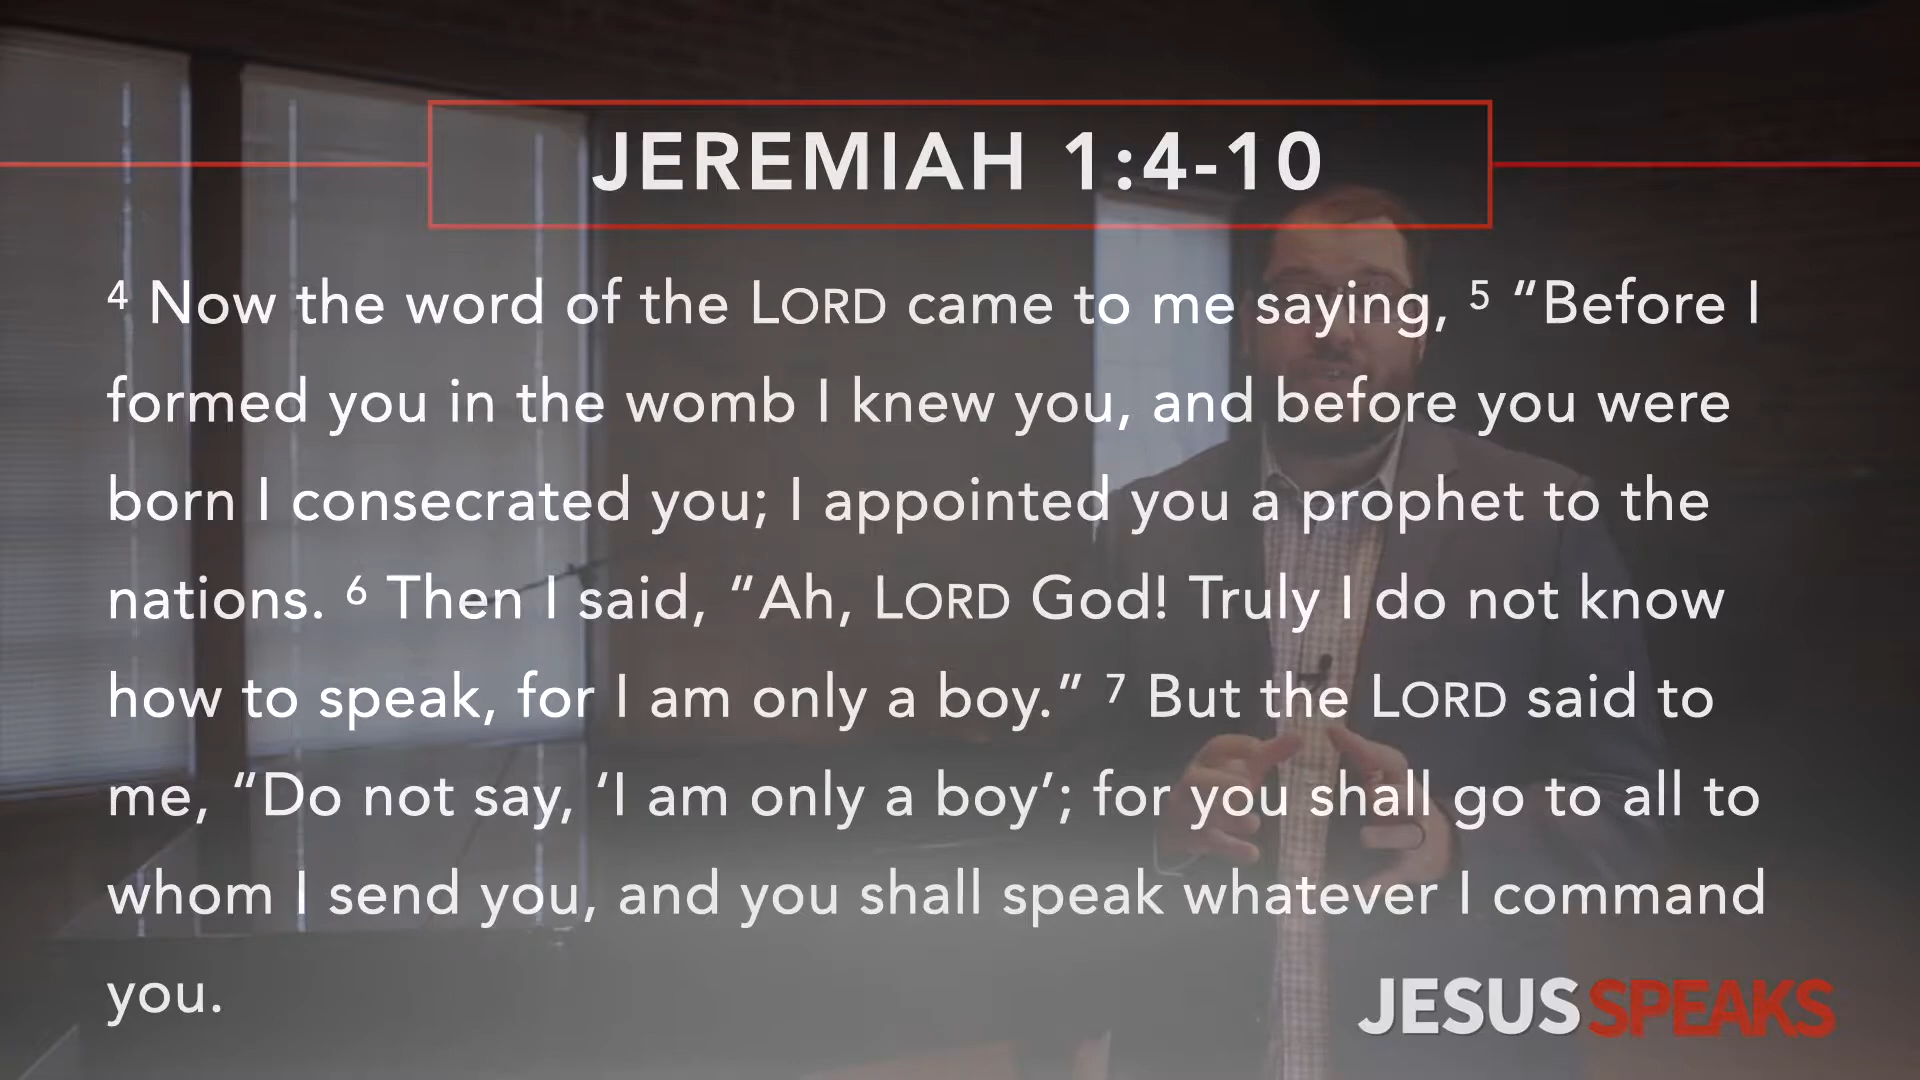 JEREMIAH 1:4-10
⁴ Now the word of the LORD came to me saying, ⁵ “Before I
formed you in the womb I knew you, and before you were
born I consecrated you; I appointed you a prophet to the
nations. ⁶ Then I said, “Ah, LORD God! Truly I do not know
how to speak, for I am only a boy.” ⁷ But the LORD said to
me, “Do not say, ‘I am only a boy’; for you shall go to all to
whom I send you, and you shall speak whatever I command
you.
JESUS SPEAKS